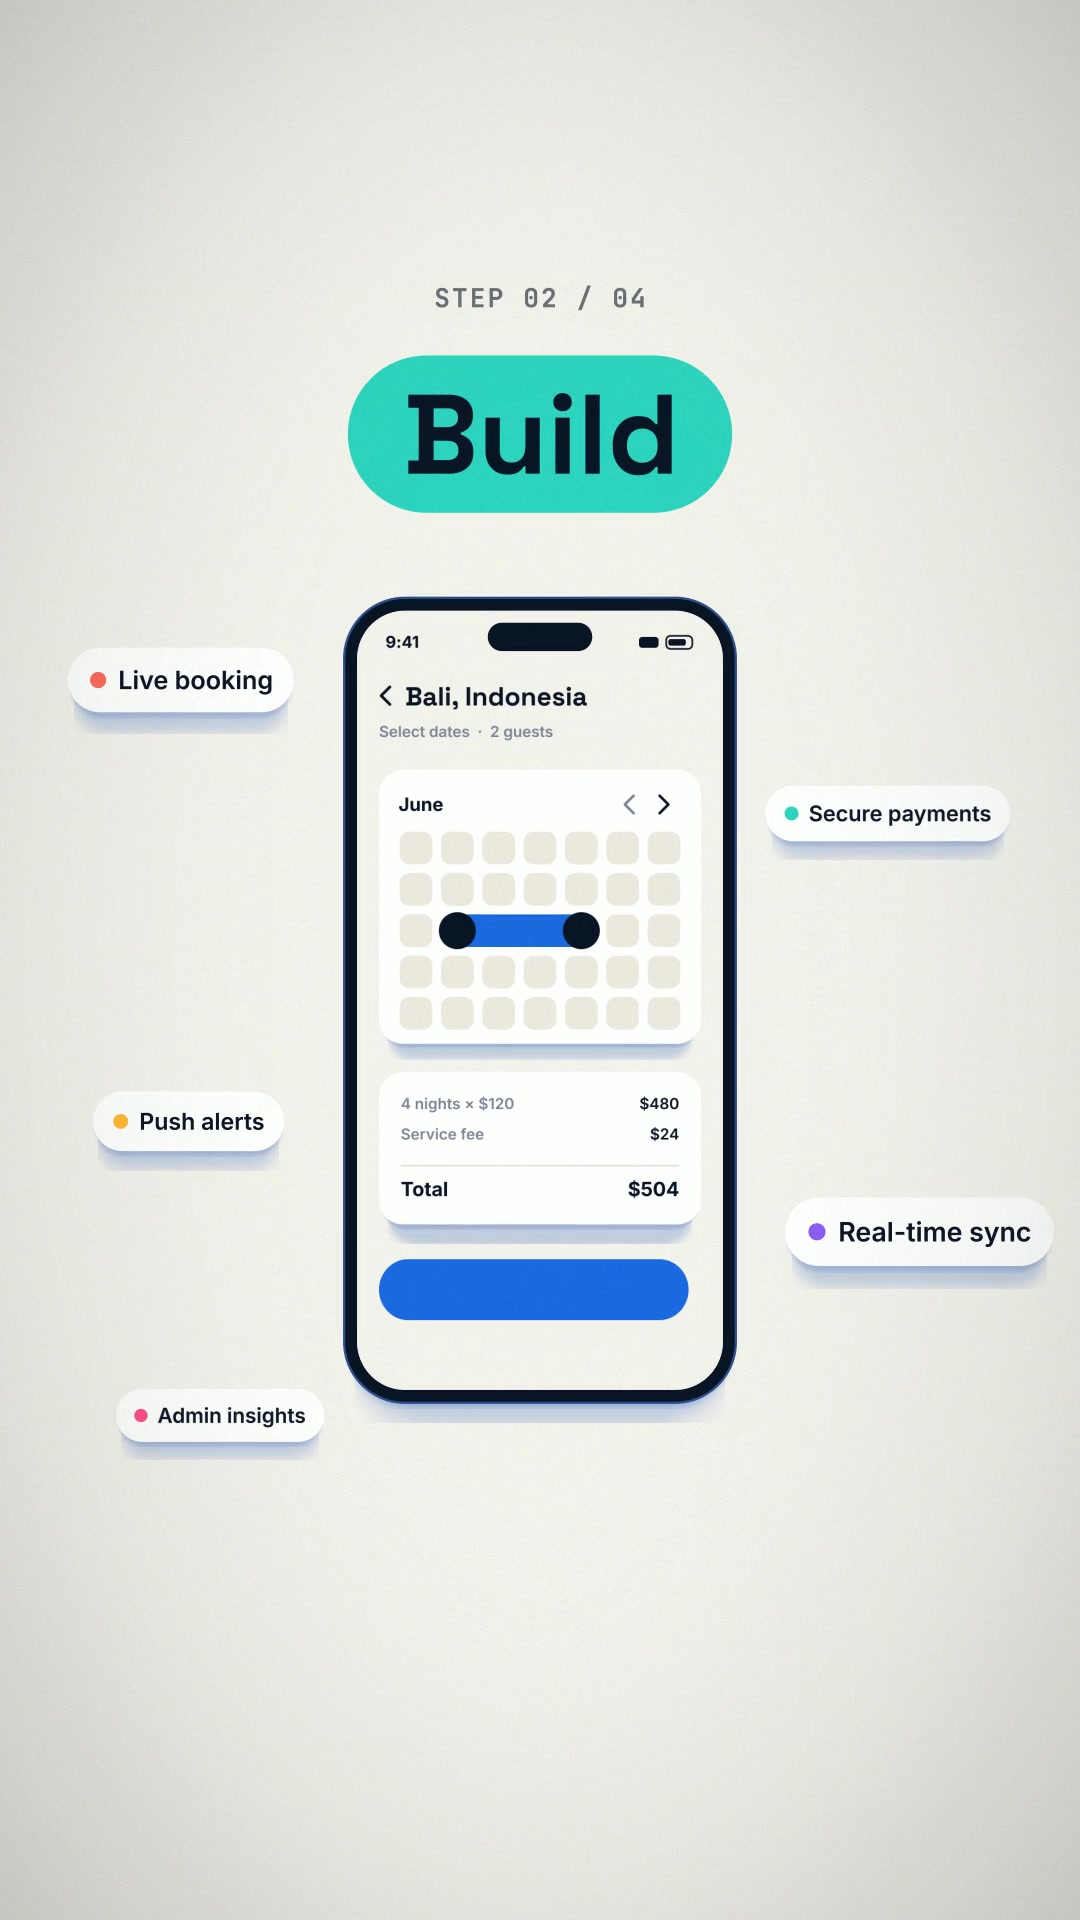 STEP 02 / 04
Build
9:41
Live booking
Bali, Indonesia
Select dates · 2 guests
June
Secure payments
4 nights × $120 $480
Push alerts
Service fee $24
Total $504
Real-time sync
Admin insights